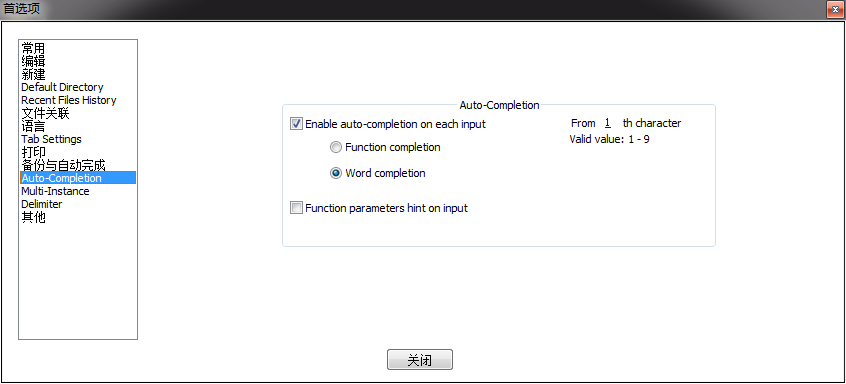 首选项
常用
编辑
新建
Default Directory
Recent Files History
文件关联
语言
Tab Settings
打印
备份与自动完成
Auto-Completion
Multi-Instance
Delimiter
其他
Auto-Completion
Enable auto-completion on each input
From 1 th character
Valid value: 1 - 9
Function completion
Word completion
Function parameters hint on input
关闭